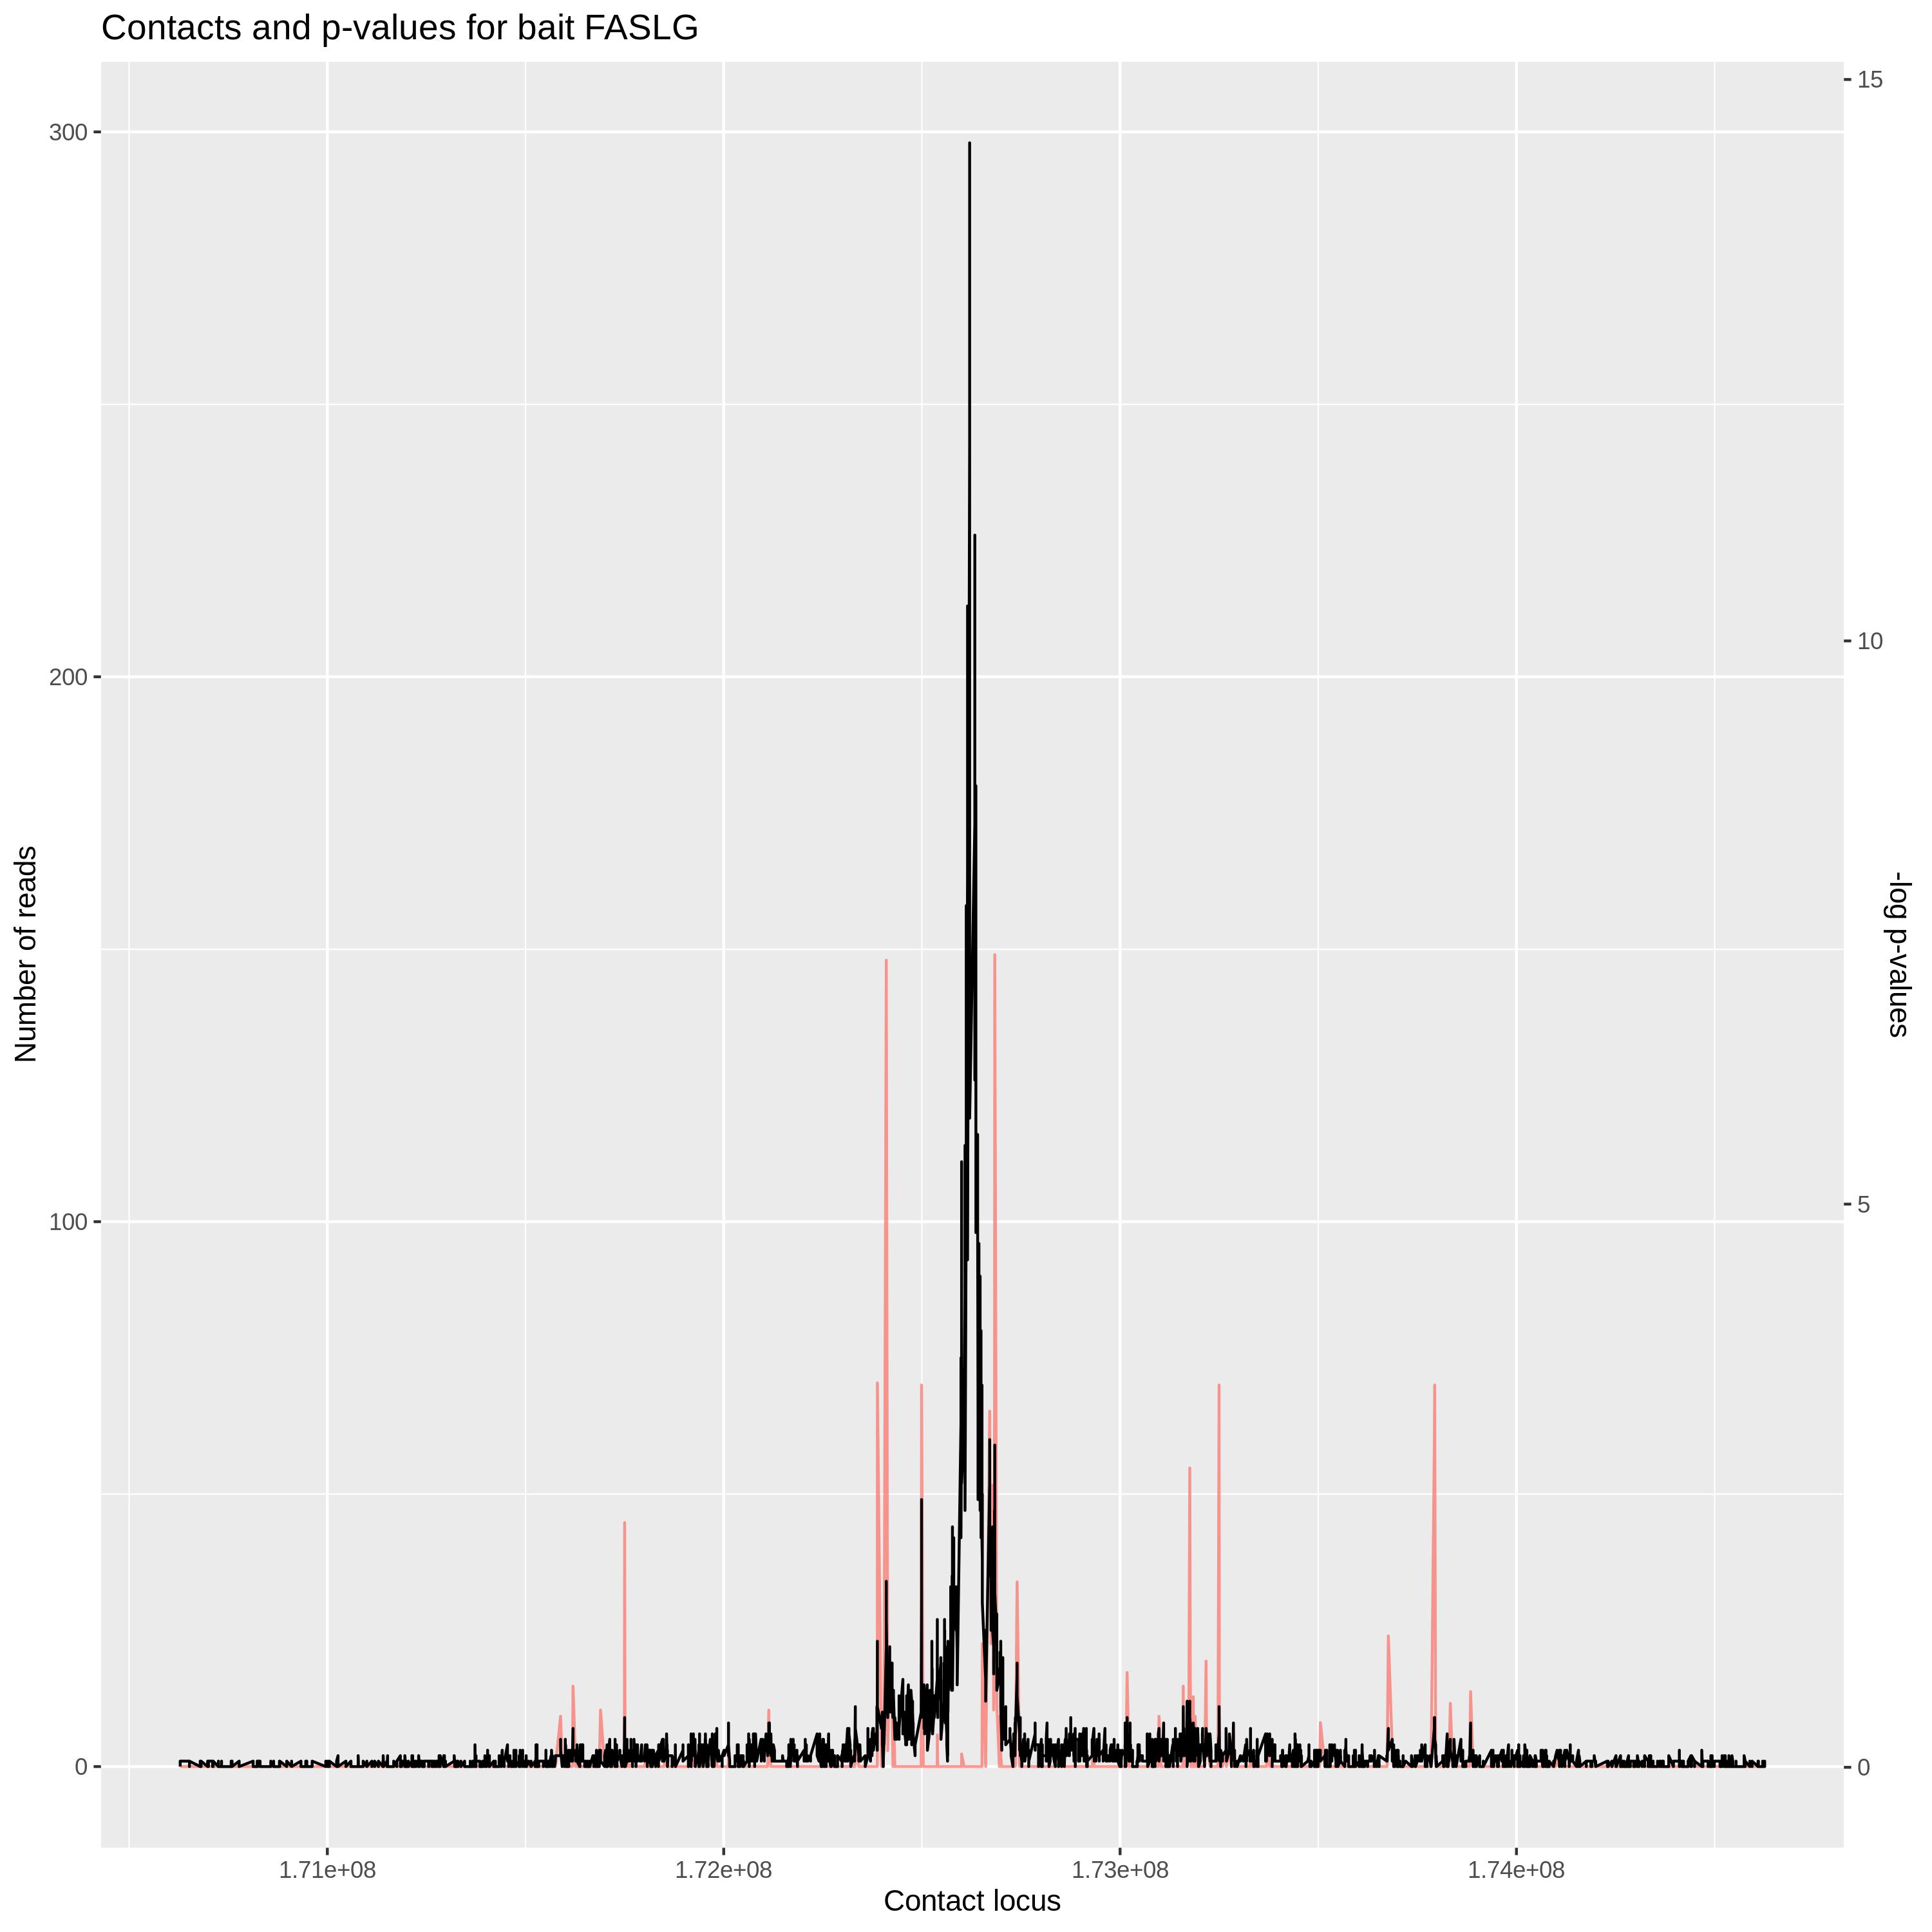 Contacts and p-values for bait FASLG
300
200
100
0
15
10
5
0
Number of reads
-log p-values
1.71e+08
1.72e+08
1.73e+08
1.74e+08
Contact locus